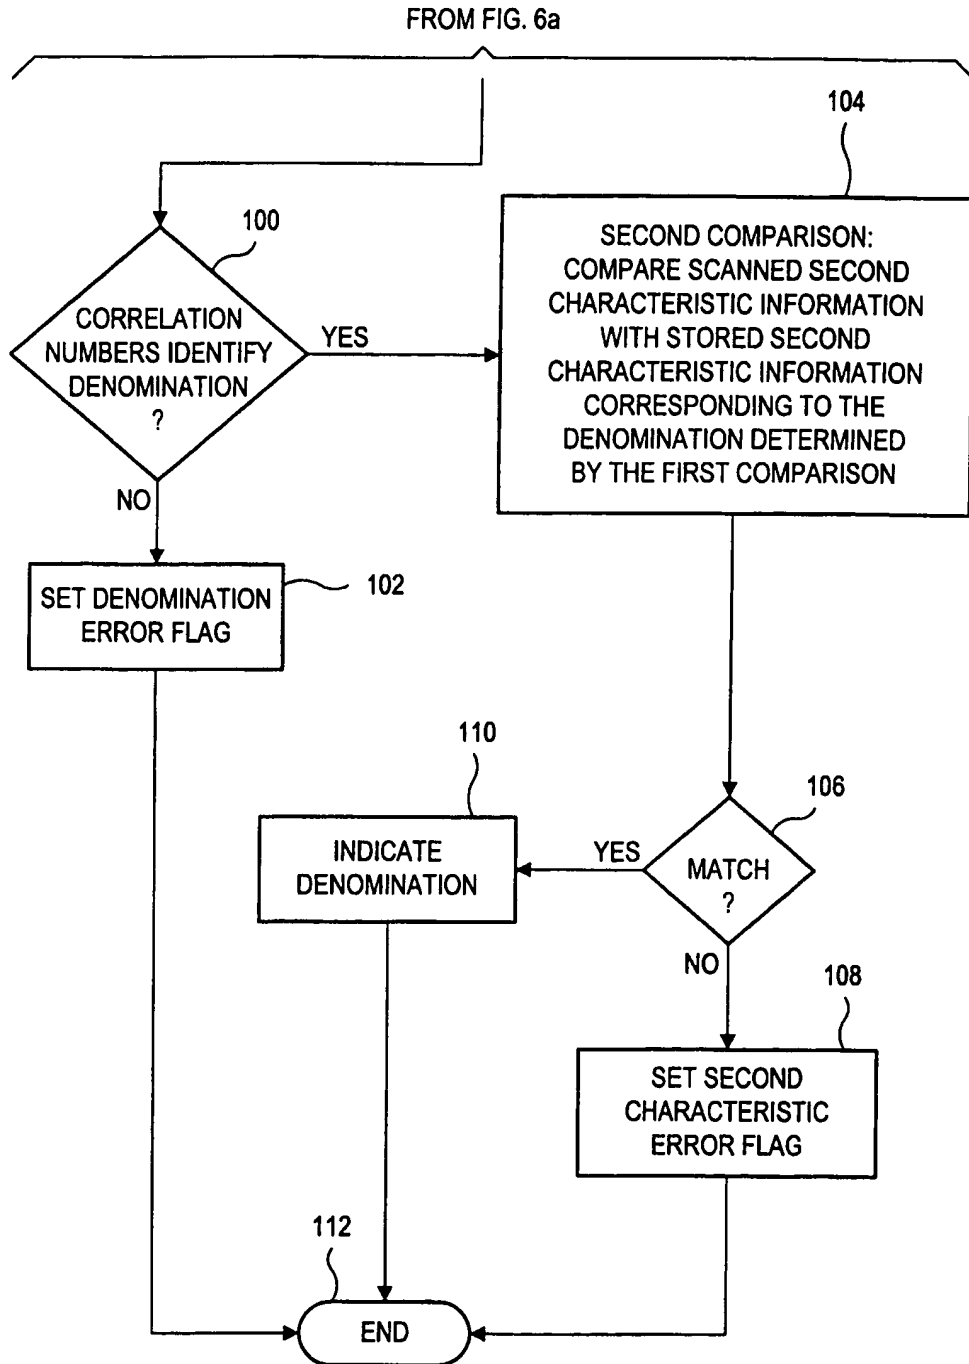 FROM FIG. 6a
104
100
CORRELATION
NUMBERS IDENTIFY
DENOMINATION
?
YES
NO
SECOND COMPARISON:
COMPARE SCANNED SECOND
CHARACTERISTIC INFORMATION
WITH STORED SECOND
CHARACTERISTIC INFORMATION
CORRESPONDING TO THE
DENOMINATION DETERMINED
BY THE FIRST COMPARISON
SET DENOMINATION
ERROR FLAG
102
110
INDICATE
DENOMINATION
106
YES
MATCH
?
NO
108
SET SECOND
CHARACTERISTIC
ERROR FLAG
112
END